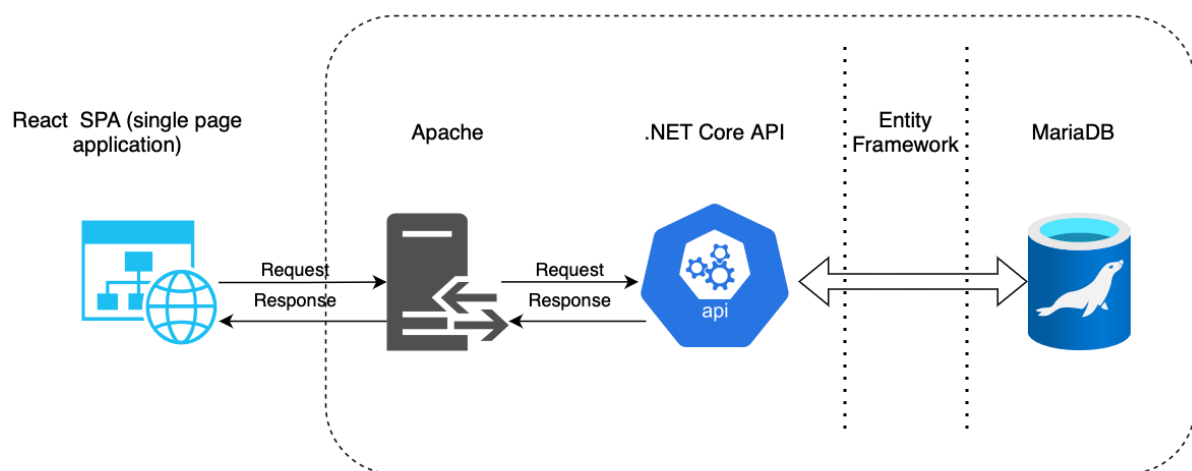 React SPA (single page
application)
Apache
.NET Core API
Entity
Framework
MariaDB
Request
Response
Request
Response
api